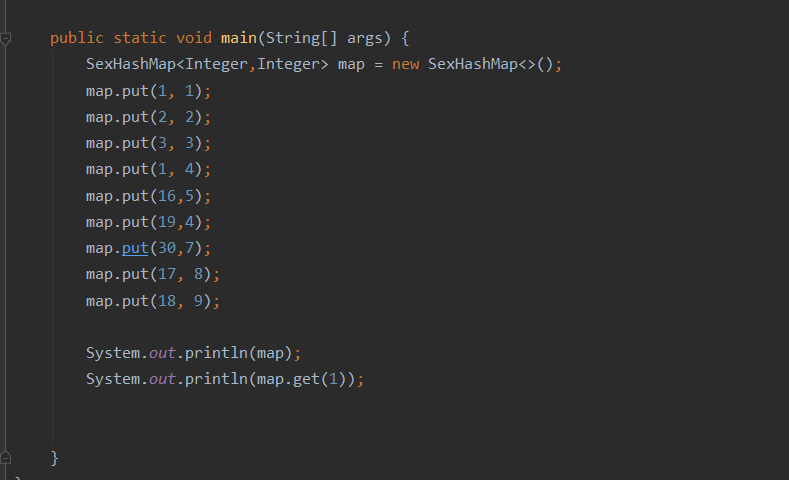 public static void main(String[] args) {
SexHashMap<Integer,Integer> map = new SexHashMap<>();
map.put(1, 1);
map.put(2, 2);
map.put(3, 3);
map.put(1, 4);
map.put(16,5);
map.put(19,4);
map.put(30,7);
map.put(17, 8);
map.put(18, 9);
System.out.println(map);
System.out.println(map.get(1));
}